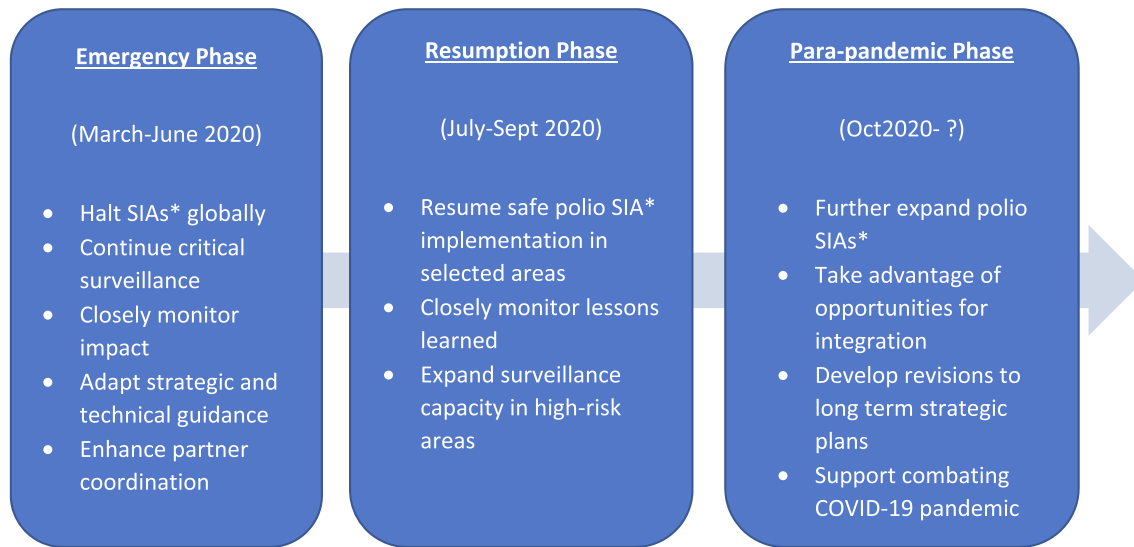 Emergency Phase
(March-June 2020)
• Halt SIAs* globally
• Continue critical
surveillance
• Closely monitor
impact
• Adapt strategic and
technical guidance
• Enhance partner
coordination
Resumption Phase
(July-Sept 2020)
• Resume safe polio SIA*
implementation in
selected areas
• Closely monitor lessons
learned
• Expand surveillance
capacity in high-risk
areas
Para-pandemic Phase
(Oct2020- ?)
• Further expand polio
SIAs*
• Take advantage of
opportunities for
integration
• Develop revisions to
long term strategic
plans
• Support combating
COVID-19 pandemic